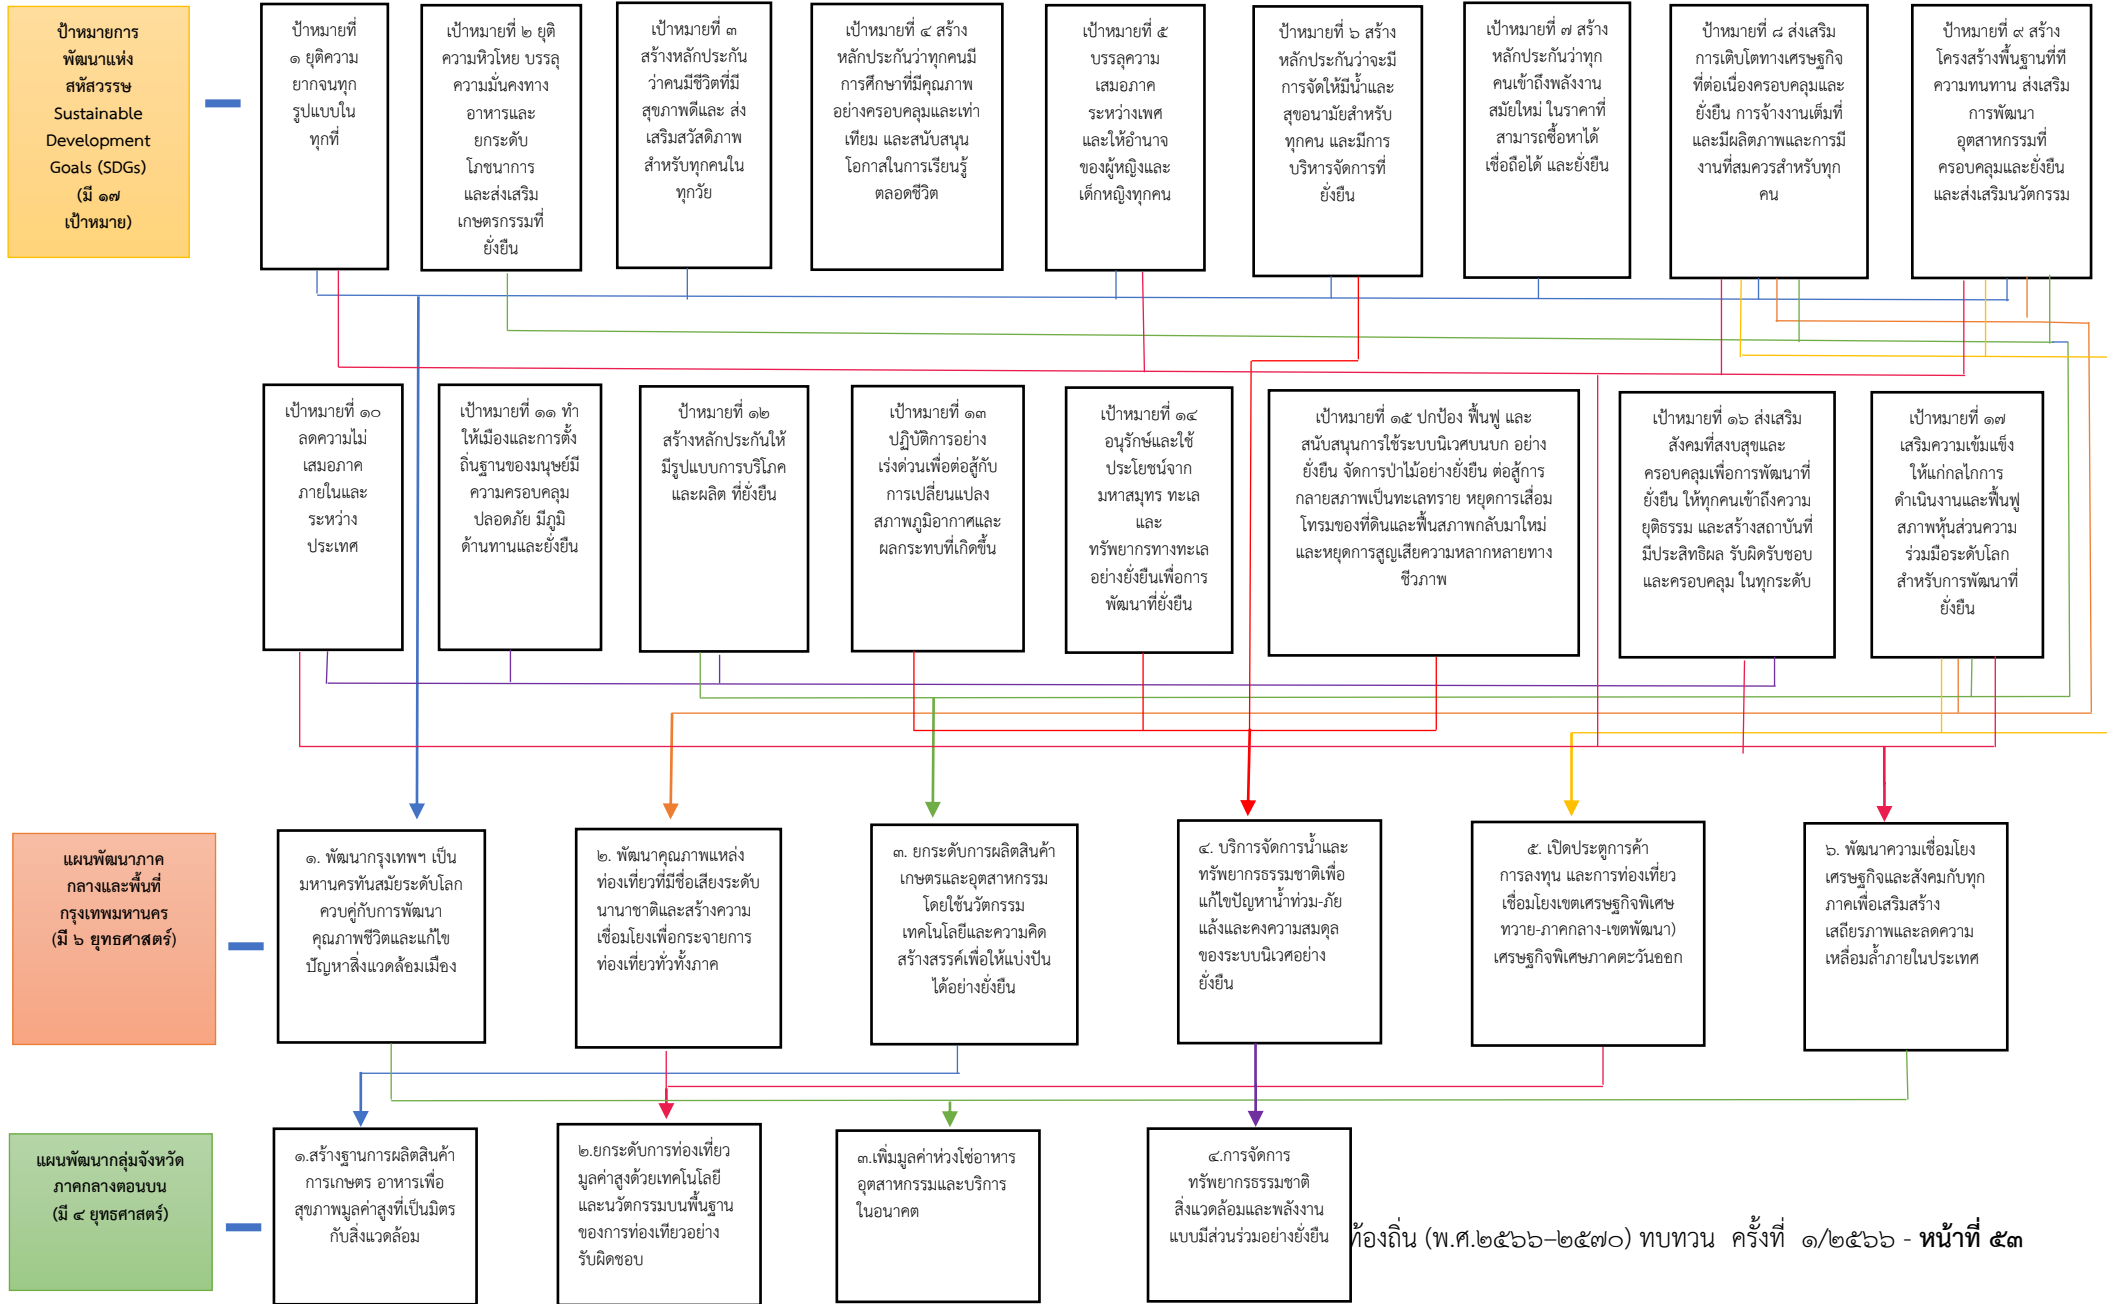 ป้าหมายการ
พัฒนาแห่ง
สหัสวรรษ
Sustainable
Development
Goals (SDGs)
(มี ๑๗
เป้าหมาย)
ป้าหมายที่
๑ ยุติความ
ยากจนทุก
รูปแบบใน
ทุกที่
เป้าหมายที่ ๒ ยุติ
ความหิวโหย บรรลุ
ความมั่นคงทาง
อาหารและ
ยกระดับ
โภชนาการ
และส่งเสริม
เกษตรกรรมที่
ยั่งยืน
เป้าหมายที่ ๓
สร้างหลักประกัน
ว่าคนมีชีวิตที่มี
สุขภาพดีและ ส่ง
เสริมสวัสดิภาพ
สำหรับทุกคนใน
ทุกวัย
เป้าหมายที่ ๔ สร้าง
หลักประกันว่าทุกคนมี
การศึกษาที่มีคุณภาพ
อย่างครอบคลุมและเท่า
เทียม และสนับสนุน
โอกาสในการเรียนรู้
ตลอดชีวิต
เป้าหมายที่ ๕
บรรลุความ
เสมอภาค
ระหว่างเพศ
และให้อำนาจ
ของผู้หญิงและ
เด็กหญิงทุกคน
ป้าหมายที่ ๖ สร้าง
หลักประกันว่าจะมี
การจัดให้มีน้ำและ
สุขอนามัยสำหรับ
ทุกคน และมีการ
บริหารจัดการที่
ยั่งยืน
เป้าหมายที่ ๗ สร้าง
หลักประกันว่าทุก
คนเข้าถึงพลังงาน
สมัยใหม่ ในราคาที่
สามารถซื้อหาได้
เชื่อถือได้ และยั่งยืน
ป้าหมายที่ ๘ ส่งเสริม
การเติบโตทางเศรษฐกิจ
ที่ต่อเนื่องครอบคลุมและ
ยั่งยืน การจ้างงานเต็มที่
และมีผลิตภาพและการมี
งานที่สมควรสำหรับทุก
คน
ป้าหมายที่ ๙ สร้าง
โครงสร้างพื้นฐานที่ที
ความทนทาน ส่งเสริม
การพัฒนา
อุตสาหกรรมที่
ครอบคลุมและยั่งยืน
และส่งเสริมนวัตกรรม
เป้าหมายที่ ๑๐
ลดความไม่
เสมอภาค
ภายในและ
ระหว่าง
ประเทศ
เป้าหมายที่ ๑๑ ทำ
ให้เมืองและการตั้ง
ถิ่นฐานของมนุษย์มี
ความครอบคลุม
ปลอดภัย มีภูมิ
ด้านทานและยั่งยืน
ป้าหมายที่ ๑๒
สร้างหลักประกันให้
มีรูปแบบการบริโภค
และผลิต ที่ยั่งยืน
เป้าหมายที่ ๑๓
ปฏิบัติการอย่าง
เร่งด่วนเพื่อต่อสู้กับ
การเปลี่ยนแปลง
สภาพภูมิอากาศและ
ผลกระทบที่เกิดขึ้น
เป้าหมายที่ ๑๔
อนุรักษ์และใช้
ประโยชน์จาก
มหาสมุทร ทะเล
และ
ทรัพยากรทางทะเล
อย่างยั่งยืนเพื่อการ
พัฒนาที่ยั่งยืน
เป้าหมายที่ ๑๕ ปกป้อง ฟื้นฟู และ
สนับสนุนการใช้ระบบนิเวศบนบก อย่าง
ยั่งยืน จัดการป่าไม้อย่างยั่งยืน ต่อสู้การ
กลายสภาพเป็นทะเลทราย หยุดการเสื่อม
โทรมของที่ดินและฟื้นสภาพกลับมาใหม่
และหยุดการสูญเสียความหลากหลายทาง
ชีวภาพ
เป้าหมายที่ ๑๖ ส่งเสริม
สังคมที่สงบสุขและ
ครอบคลุมเพื่อการพัฒนาที่
ยั่งยืน ให้ทุกคนเข้าถึงความ
ยุติธรรม และสร้างสถาบันที่
มีประสิทธิผล รับผิดรับชอบ
และครอบคลุม ในทุกระดับ
เป้าหมายที่ ๑๗
เสริมความเข้มแข็ง
ให้แก่กลไกการ
ดำเนินงานและฟื้นฟู
สภาพหุ้นส่วนความ
ร่วมมือระดับโลก
สำหรับการพัฒนาที่
ยั่งยืน
แผนพัฒนาภาค
กลางและพื้นที่
กรุงเทพมหานคร
(มี ๖ ยุทธศาสตร์)
๑. พัฒนากรุงเทพฯ เป็น
มหานครทันสมัยระดับโลก
ควบคู่กับการพัฒนา
คุณภาพชีวิตและแก้ไข
ปัญหาสิ่งแวดล้อมเมือง
๒. พัฒนาคุณภาพแหล่ง
ท่องเที่ยวที่มีชื่อเสียงระดับ
นานาชาติและสร้างความ
เชื่อมโยงเพื่อกระจายการ
ท่องเที่ยวทั่วทั้งภาค
๓. ยกระดับการผลิตสินค้า
เกษตรและอุตสาหกรรม
โดยใช้นวัตกรรม
เทคโนโลยีและความคิด
สร้างสรรค์เพื่อให้แบ่งปัน
ได้อย่างยั่งยืน
๔. บริการจัดการน้ำและ
ทรัพยากรธรรมชาติเพื่อ
แก้ไขปัญหาน้ำท่วม-ภัย
แล้งและคงความสมดุล
ของระบบนิเวศอย่าง
ยั่งยืน
๕. เปิดประตูการค้า
การลงทุน และการท่องเที่ยว
เชื่อมโยงเขตเศรษฐกิจพิเศษ
ทวาย-ภาคกลาง-เขตพัฒนา)
เศรษฐกิจพิเศษภาคตะวันออก
๖. พัฒนาความเชื่อมโยง
เศรษฐกิจและสังคมกับทุก
ภาคเพื่อเสริมสร้าง
เสถียรภาพและลดความ
เหลื่อมล้ำภายในประเทศ
แผนพัฒนากลุ่มจังหวัด
ภาคกลางตอนบน
(มี ๔ ยุทธศาสตร์)
๑.สร้างฐานการผลิตสินค้า
การเกษตร อาหารเพื่อ
สุขภาพมูลค่าสูงที่เป็นมิตร
กับสิ่งแวดล้อม
๒.ยกระดับการท่องเที่ยว
มูลค่าสูงด้วยเทคโนโลยี
และนวัตกรรมบนพื้นฐาน
ของการท่องเทียวอย่าง
รับผิดชอบ
๓.เพิ่มมูลค่าห่วงโซ่อาหาร
อุตสาหกรรมและบริการ
ในอนาคต
๔.การจัดการ
ทรัพยากรธรรมชาติ
สิ่งแวดล้อมและพลังงาน
แบบมีส่วนร่วมอย่างยั่งยืน
ท้องถิ่น (พ.ศ.๒๕๖๖–๒๕๗๐) ทบทวน ครั้งที่ ๑/๒๕๖๖ - หน้าที่ ๕๓